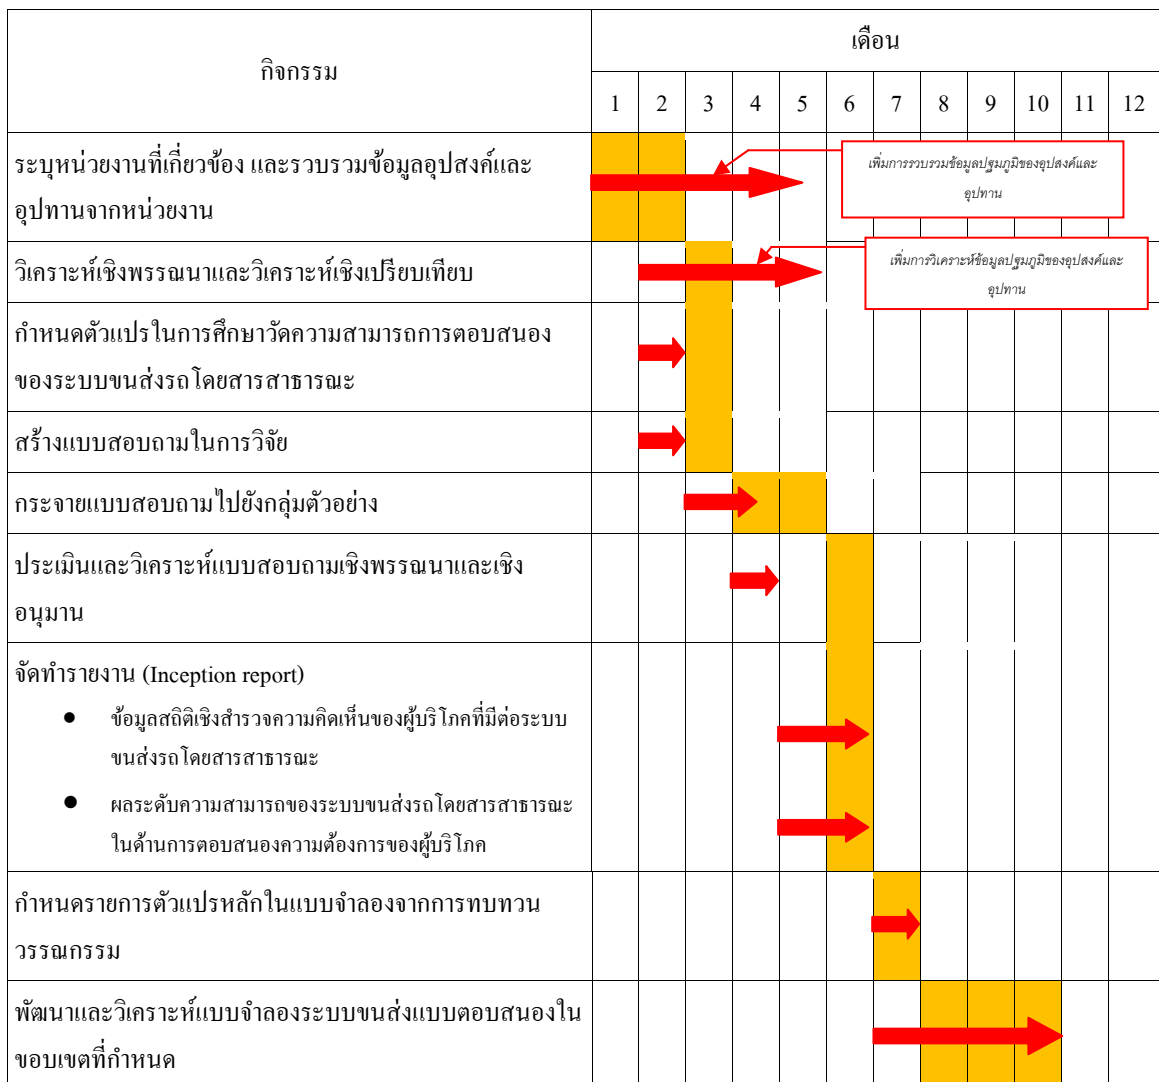 กิจกรรม
เดือน
1 2 3 4 5 6 7 8 9 10 11 12
ระบุหน่วยงานที่เกี่ยวข้อง และรวบรวมข้อมูลอุปสงค์และ
อุปทานจากหน่วยงาน
เพิ่มการรวบรวมข้อมูลปฐมภูมิของอุปสงค์และ
อุปทาน
วิเคราะห์เชิงพรรณนาและวิเคราะห์เชิงเปรียบเทียบ
เพิ่มการวิเคราะห์ข้อมูลปฐมภูมิของอุปสงค์และ
อุปทาน
กำหนดตัวแปรในการศึกษาวัดความสามารถการตอบสนอง
ของระบบขนส่งรถโดยสารสาธารณะ
สร้างแบบสอบถามในการวิจัย
กระจายแบบสอบถามไปยังกลุ่มตัวอย่าง
ประเมินและวิเคราะห์แบบสอบถามเชิงพรรณนาและเชิง
อนุมาน
จัดทำรายงาน (Inception report)
● ข้อมูลสถิติเชิงสำรวจความคิดเห็นของผู้บริโภคที่มีต่อระบบ
ขนส่งรถโดยสารสาธารณะ
● ผลระดับความสามารถของระบบขนส่งรถโดยสารสาธารณะ
ในด้านการตอบสนองความต้องการของผู้บริโภค
กำหนดรายการตัวแปรหลักในแบบจำลองจากการทบทวน
วรรณกรรม
พัฒนาและวิเคราะห์แบบจำลองระบบขนส่งแบบตอบสนองใน
ขอบเขตที่กำหนด